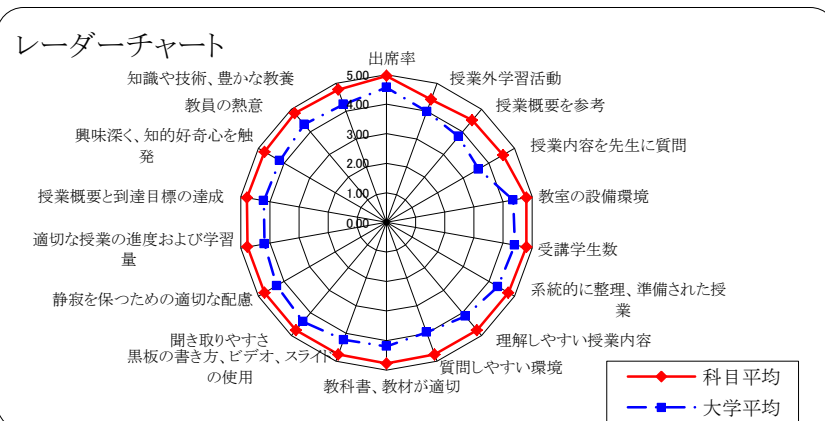 レーダーチャート
出席率
授業外学習活動
授業概要を参考
授業内容を先生に質問
教室の設備環境
受講学生数
系統的に整理、準備された授
業
理解しやすい授業内容
質問しやすい環境
教科書、教材が適切
黒板の書き方、ビデオ、スライド
の使用
聞き取りやすさ
静寂を保つための適切な配慮
適切な授業の進度および学習
量
授業概要と到達目標の達成
興味深く、知的好奇心を触
発
教員の熱意
知識や技術、豊かな教養
5.00
4.00
3.00
2.00
1.00
0.00
科目平均
大学平均